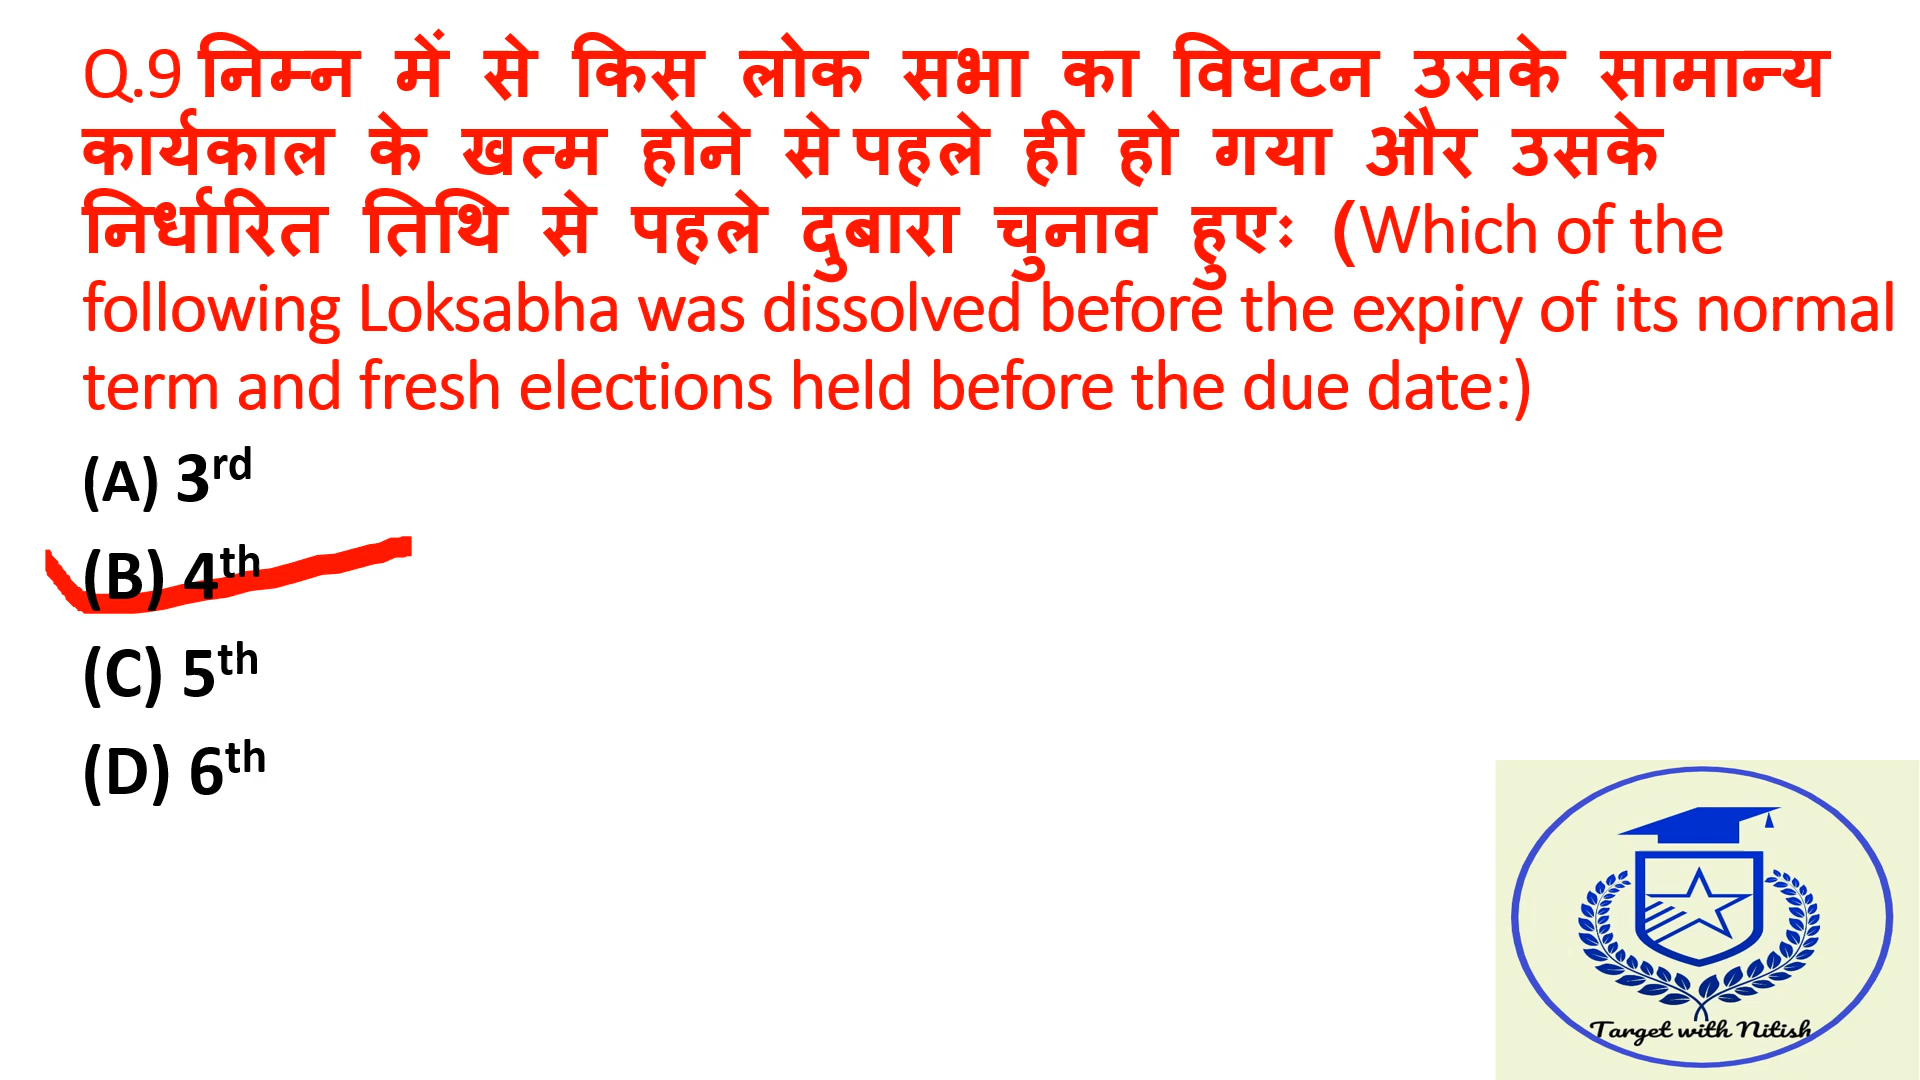 Q.9 निम्न में से किस लोक सभा का विघटन उसके सामान्य
कार्यकाल के खत्म होने से पहले ही हो गया और उसके
निर्धारित तिथि से पहले दुबारा चुनाव हुएः (Which of the
following Loksabha was dissolved before the expiry of its normal
term and fresh elections held before the due date:)
(A) 3rd
(B) 4th
(C) 5th
(D) 6th
Target with Nitish